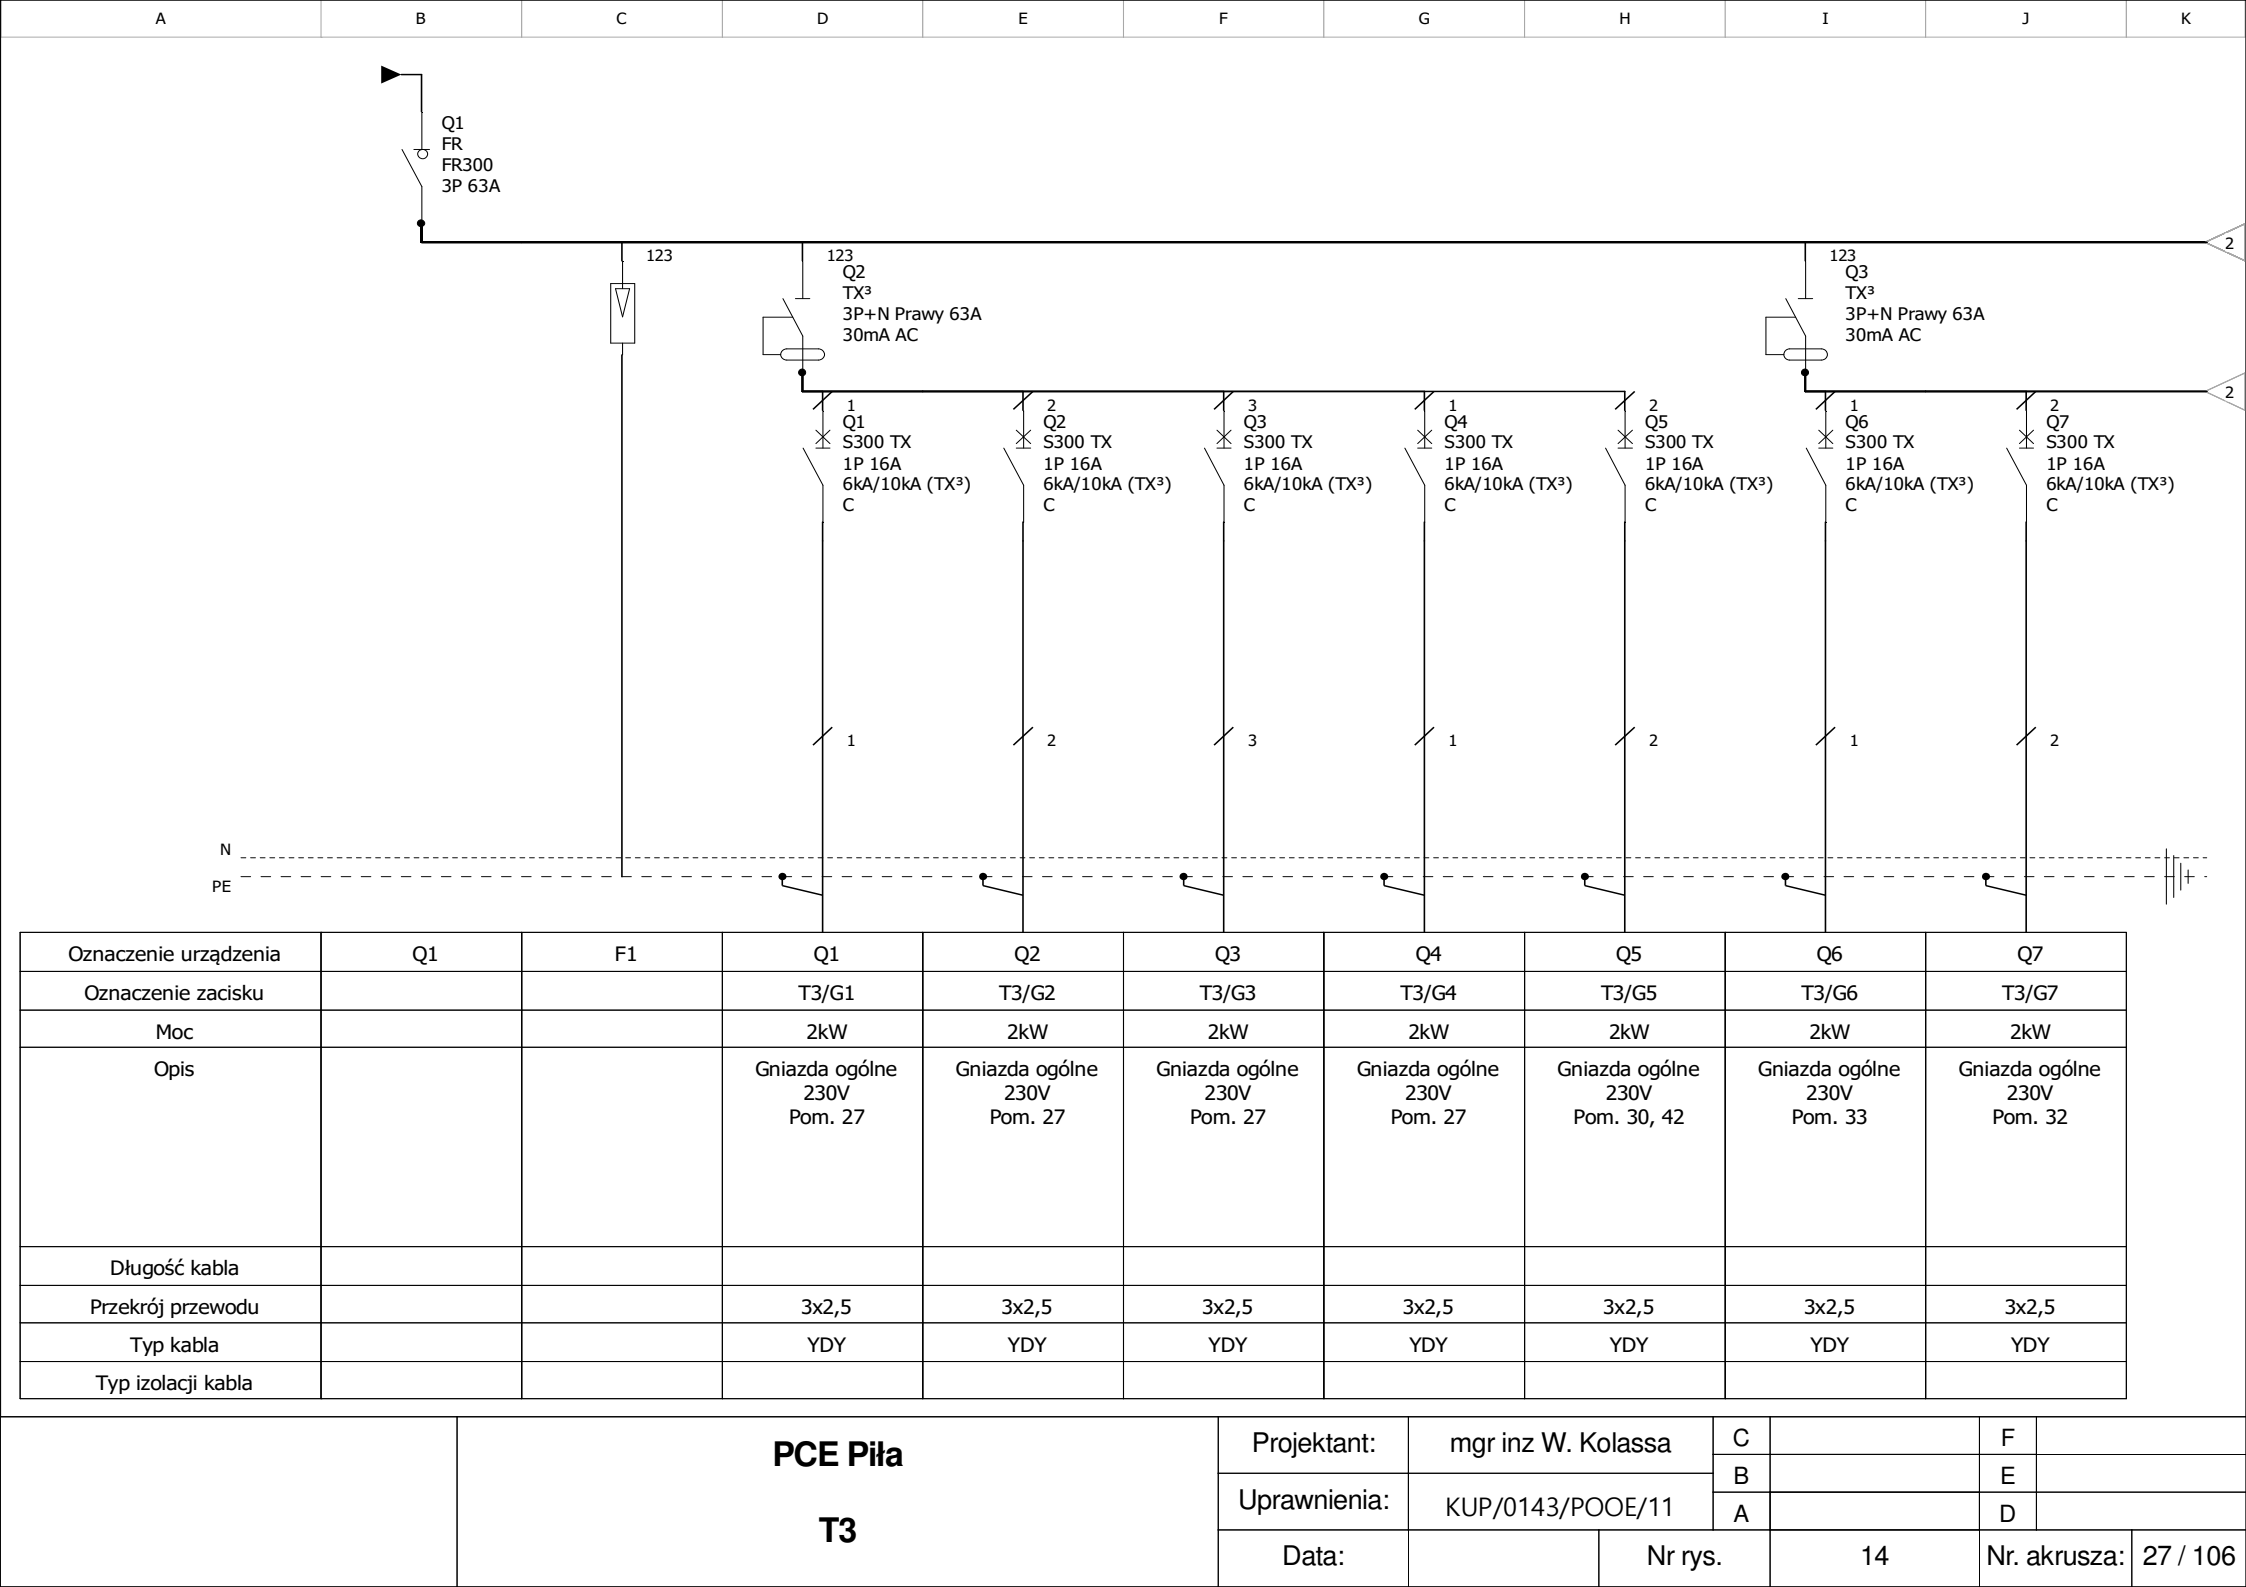 A B C D E F G H I J K
Q1
FR
FR300
3P 63A
2
123
123
Q2
TX³
3P+N Prawy 63A
30mA AC
123
Q3
TX³
3P+N Prawy 63A
30mA AC
2
1
Q1
S300 TX
1P 16A
6kA/10kA (TX³)
C
2
Q2
S300 TX
1P 16A
6kA/10kA (TX³)
C
3
Q3
S300 TX
1P 16A
6kA/10kA (TX³)
C
1
Q4
S300 TX
1P 16A
6kA/10kA (TX³)
C
2
Q5
S300 TX
1P 16A
6kA/10kA (TX³)
C
1
Q6
S300 TX
1P 16A
6kA/10kA (TX³)
C
2
Q7
S300 TX
1P 16A
6kA/10kA (TX³)
C
1 2 3 1 2 1 2
N
PE
Oznaczenie urządzenia Q1 F1 Q1 Q2 Q3 Q4 Q5 Q6 Q7
Oznaczenie zacisku T3/G1 T3/G2 T3/G3 T3/G4 T3/G5 T3/G6 T3/G7
Moc 2kW 2kW 2kW 2kW 2kW 2kW 2kW
Opis Gniazda ogólne Gniazda ogólne Gniazda ogólne Gniazda ogólne Gniazda ogólne Gniazda ogólne Gniazda ogólne
230V 230V 230V 230V 230V 230V 230V
Pom. 27 Pom. 27 Pom. 27 Pom. 27 Pom. 30, 42 Pom. 33 Pom. 32
Długość kabla
Przekrój przewodu 3x2,5 3x2,5 3x2,5 3x2,5 3x2,5 3x2,5 3x2,5
Typ kabla YDY YDY YDY YDY YDY YDY YDY
Typ izolacji kabla
PCE Piła
T3
Projektant: mgr inz W. Kolassa
Uprawnienia: KUP/0143/POOE/11
C F
B E
A D
Data: Nr rys. 14 Nr. akrusza: 27 / 106